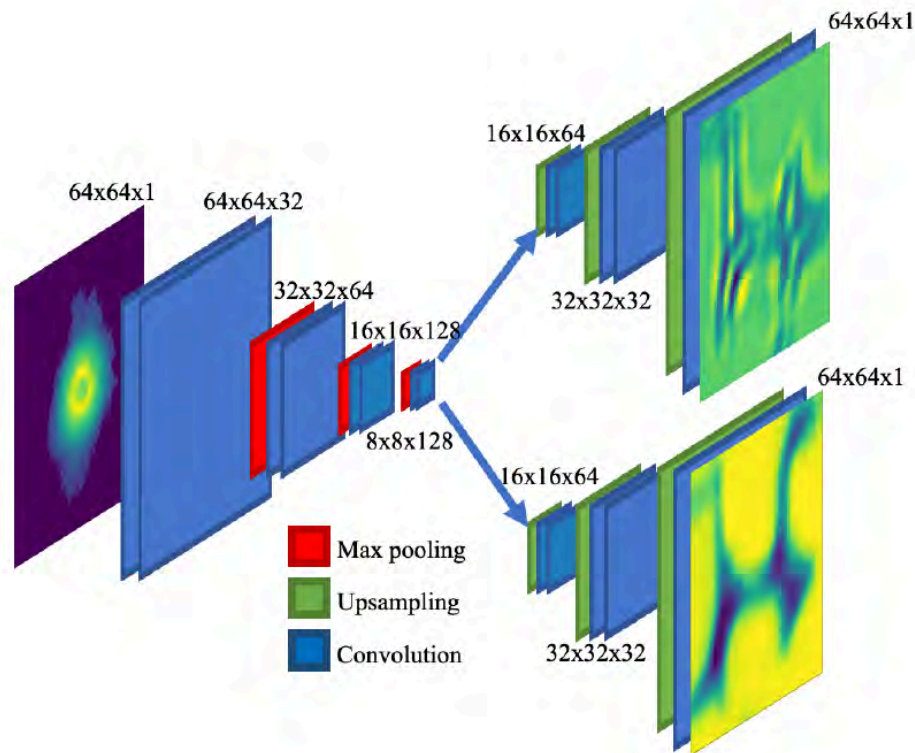 64x64x1
64x64x32
32x32x64
16x16x128
8x8x128
16x16x64
32x32x32
64x64x1
16x16x64
32x32x32
64x64x1
Max pooling
Upsampling
Convolution